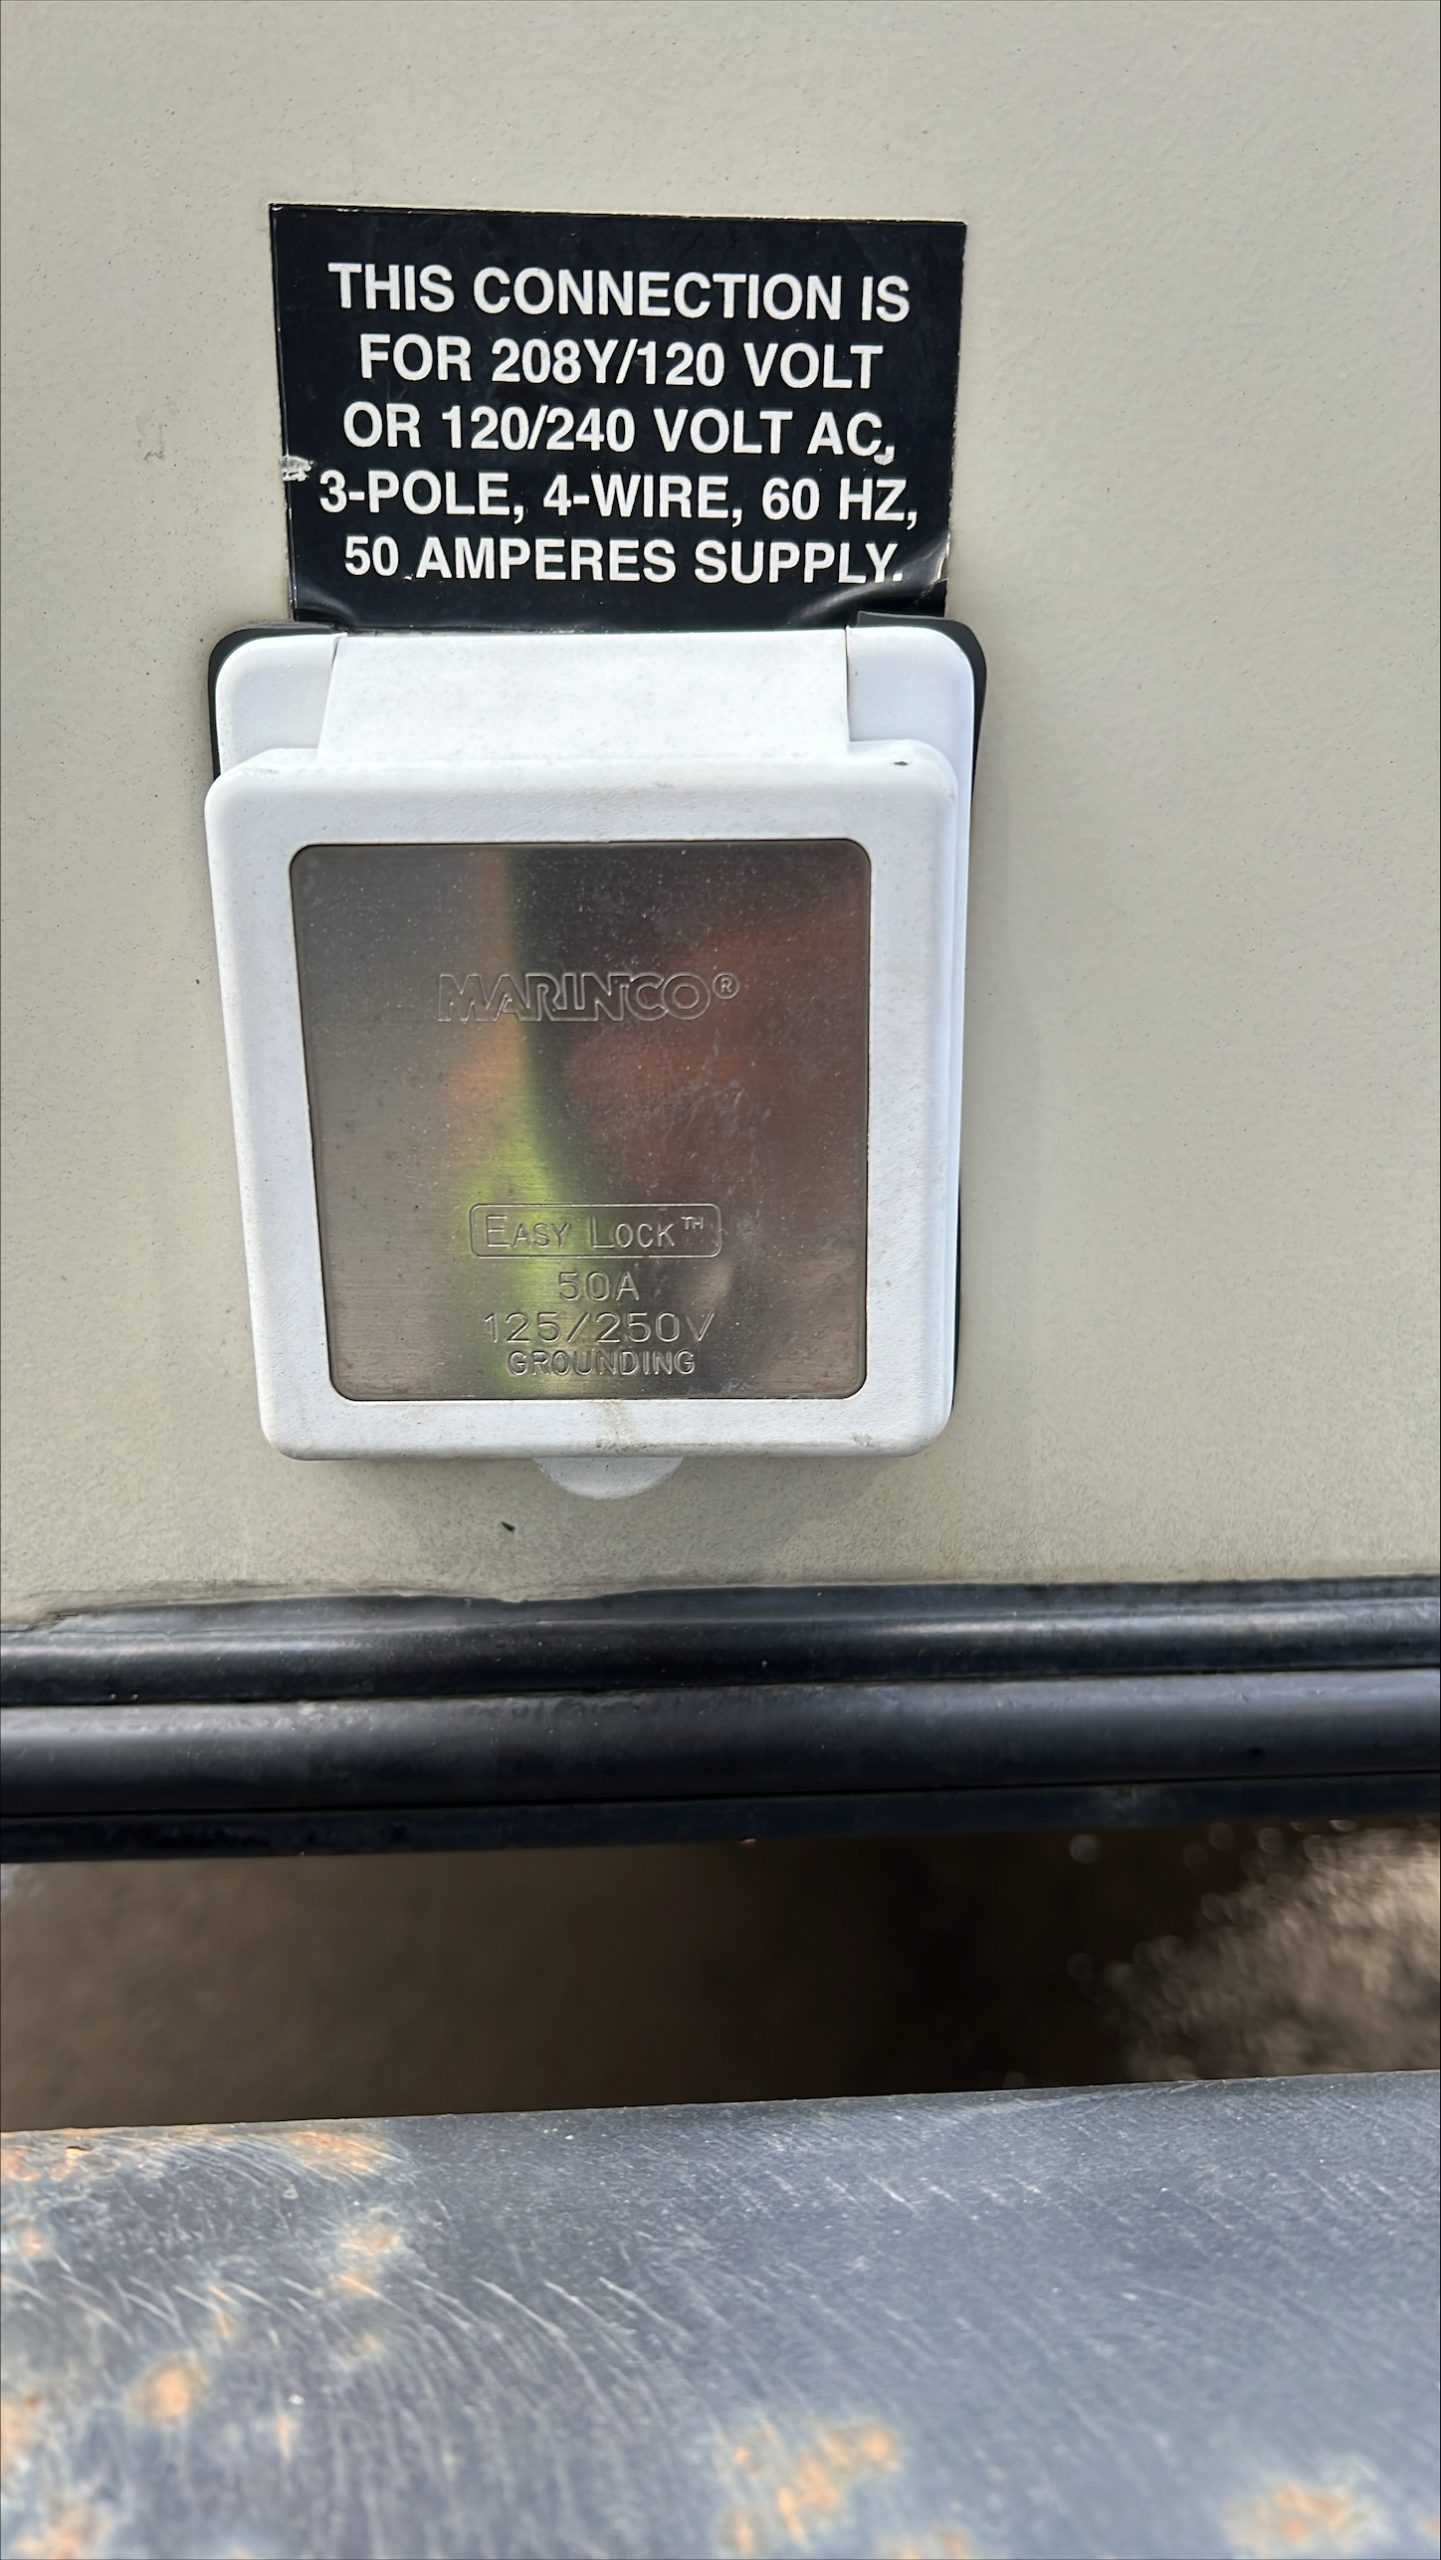 THIS CONNECTION IS
FOR 208Y/120 VOLT
OR 120/240 VOLT AC,
3-POLE, 4-WIRE, 60 HZ,
50 AMPERES SUPPLY.
MARINCO®
EASY LOCK™
50A
125/250V
GROUNDING